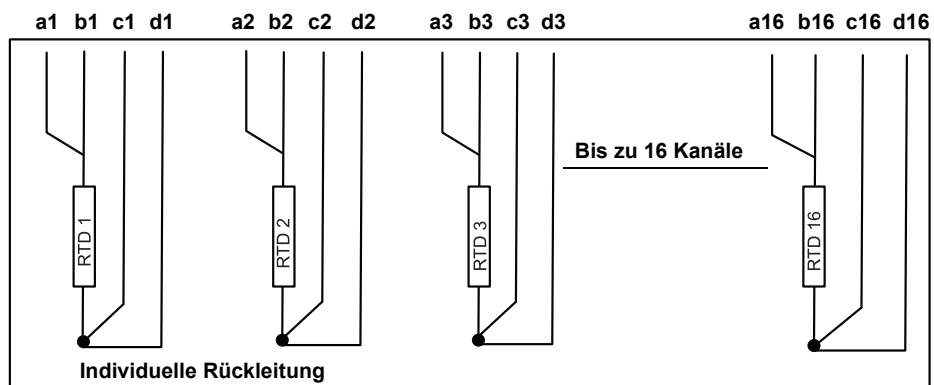 a1 b1 c1 d1 a2 b2 c2 d2 a3 b3 c3 d3 a16 b16 c16 d16
Bis zu 16 Kanäle
RTD 1
RTD 2
RTD 3
RTD 16
Individuelle Rückleitung